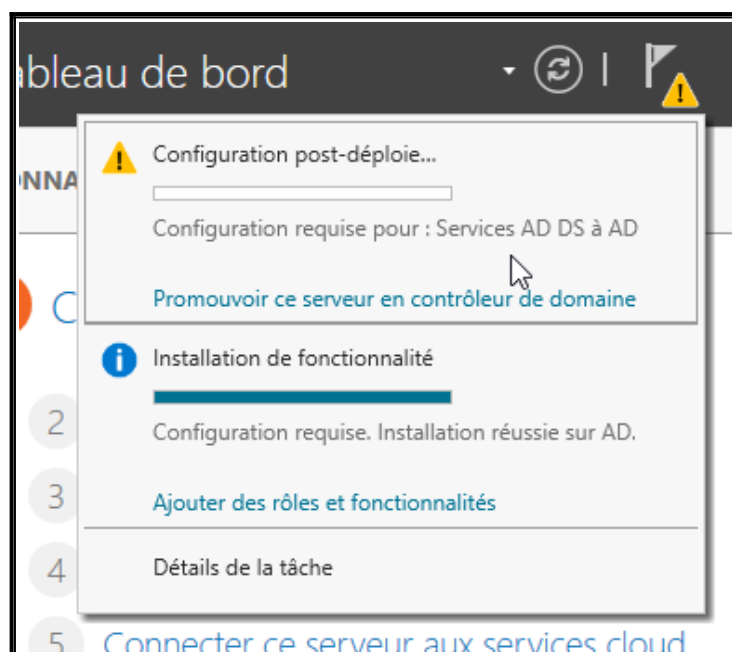 ableau de bord
ONNA
Configuration post-déploie...
Configuration requise pour : Services AD DS à AD
C
Promouvoir ce serveur en contrôleur de domaine
Installation de fonctionnalité
2
Configuration requise. Installation réussie sur AD.
3
Ajouter des rôles et fonctionnalités
4
Détails de la tâche
5 Connecter ce serveur aux services cloud